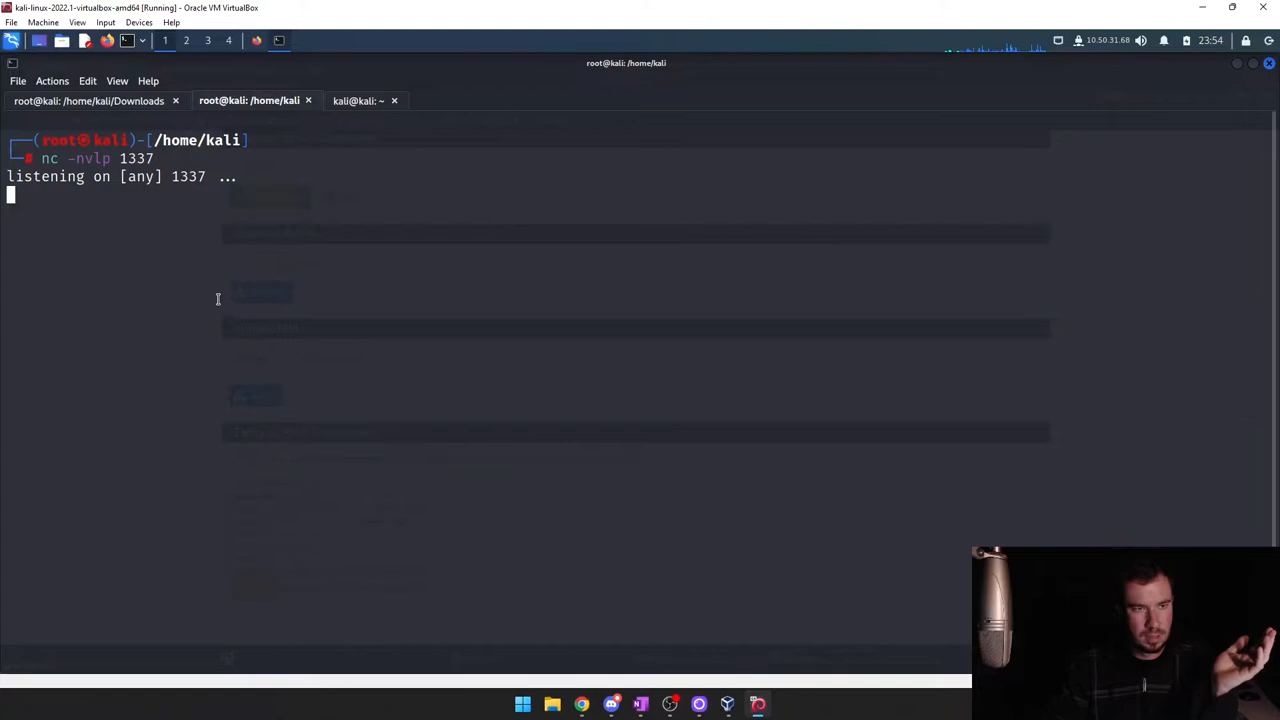 kali-linux-2022.1-virtualbox-amd64 [Running] - Oracle VM VirtualBox
File Machine View Input Devices Help
1 2 3 4 10.50.31.68 23:54
root@kali: /home/kali
File Actions Edit View Help
root@kali: /home/kali/Downloads root@kali: /home/kali kali@kali: ~
┌──(root㉿kali)-[/home/kali]
└─# nc -nvlp 1337
listening on [any] 1337 ...